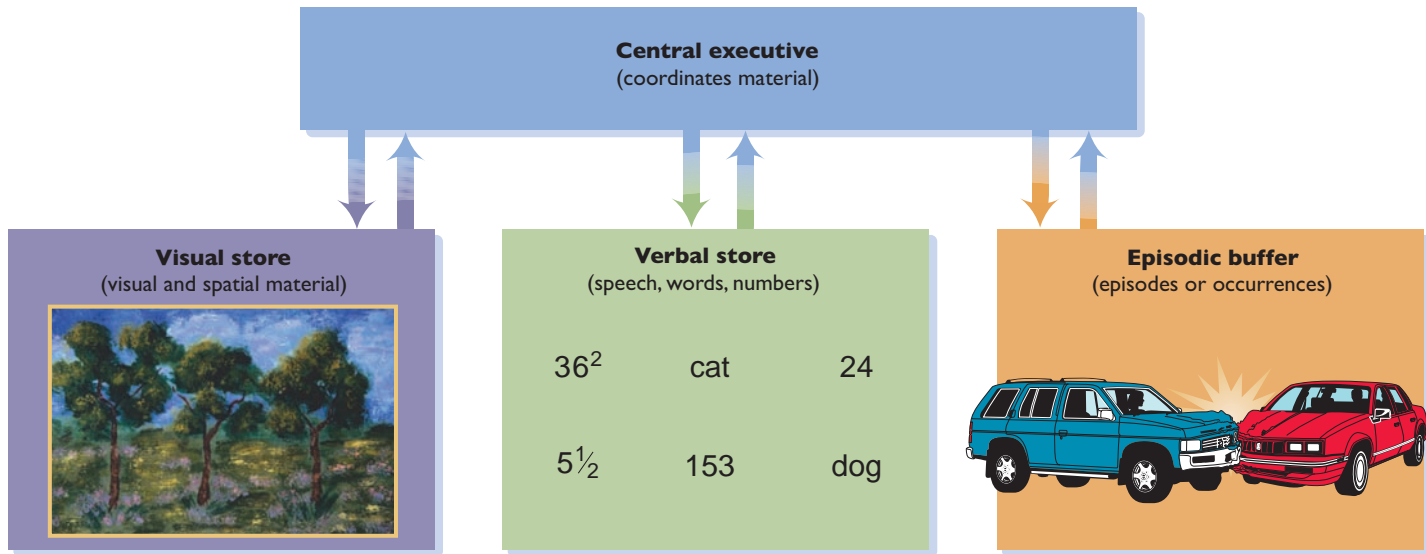 Central executive
(coordinates material)
Visual store
(visual and spatial material)
Verbal store
(speech, words, numbers)
36² cat 24
5½ 153 dog
Episodic buffer
(episodes or occurrences)